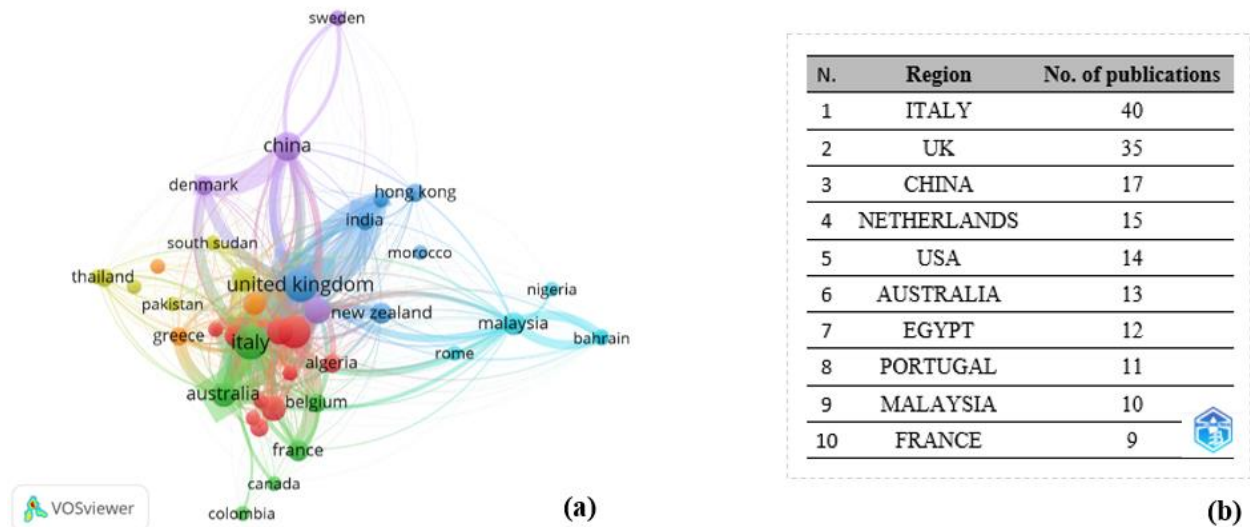 sweden
china
denmark
hong kong
india
south sudan
morocco
thailand
united kingdom
nigeria
pakistan
new zealand
malaysia
greece
italy
bahrain
rome
algeria
australia
belgium
france
canada
colombia
VOSviewer
(a)
N. Region No. of publications
1 ITALY 40
2 UK 35
3 CHINA 17
4 NETHERLANDS 15
5 USA 14
6 AUSTRALIA 13
7 EGYPT 12
8 PORTUGAL 11
9 MALAYSIA 10
10 FRANCE 9
(b)